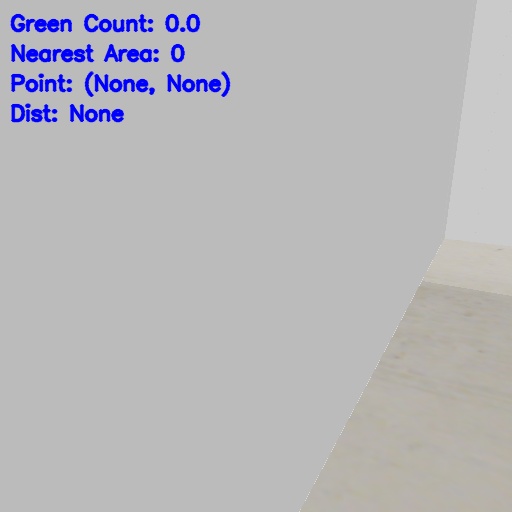 Green Count: 0.0
Nearest Area: 0
Point: (None, None)
Dist: None